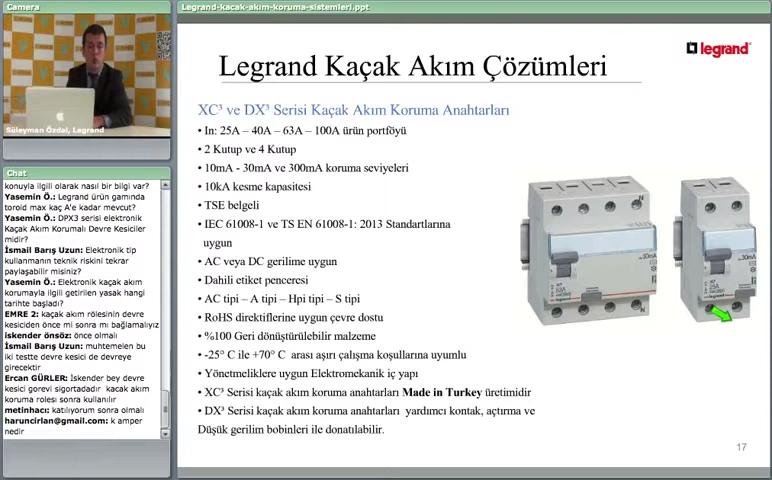 Camera
Süleyman Özdal, Legrand
Chat
konuyla ilgili olarak nasıl bir bilgi var?
Yasemin Ö.: Legrand ürün gamında
toroid max kaç A'e kadar mevcut?
Yasemin Ö.: DPX3 serisi elektronik
Kaçak Akım Korumalı Devre Kesiciler
midir?
İsmail Barış Uzun: Elektronik tip
kullanmanın teknik riskini tekrar
paylaşabilir misiniz?
Yasemin Ö.: Elektronik kaçak akım
korumayla ilgili getirilen yasak hangi
tarihte başladı?
EMRE 2: kaçak akım rölesinin devre
kesiciden önce mi sonra mı bağlamalıyız
iskender önsöz: önce olmalı
İsmail Barış Uzun: muhtemelen bu
iki testte devre kesici de devreye
girecektir
Ercan GÜRLER: İskender bey devre
kesici gorevi sigortadadır kacak akım
koruma rolesı sonra kullanılır
metinhacı: katılıyorum sonra olmalı
haruncirlan@gmail.com: k amper
nedir
Legrand-kacak-akım-koruma-sistemleri.ppt
legrand
Legrand Kaçak Akım Çözümleri
XC³ ve DX³ Serisi Kaçak Akım Koruma Anahtarları
• In: 25A – 40A – 63A – 100A ürün portföyü
• 2 Kutup ve 4 Kutup
• 10mA - 30mA ve 300mA koruma seviyeleri
• 10kA kesme kapasitesi
• TSE belgeli
• IEC 61008-1 ve TS EN 61008-1: 2013 Standartlarına
uygun
• AC veya DC gerilime uygun
• Dahili etiket penceresi
• AC tipi – A tipi – Hpi tipi – S tipi
• RoHS direktiflerine uygun çevre dostu
• %100 Geri dönüştürülebilir malzeme
• -25° C ile +70° C arası aşırı çalışma koşullarına uyumlu
• Yönetmeliklere uygun Elektromekanik iç yapı
• XC³ Serisi kaçak akım koruma anahtarları Made in Turkey üretimidir
• DX³ Serisi kaçak akım koruma anahtarları yardımcı kontak, açtırma ve
Düşük gerilim bobinleri ile donatılabilir.
17